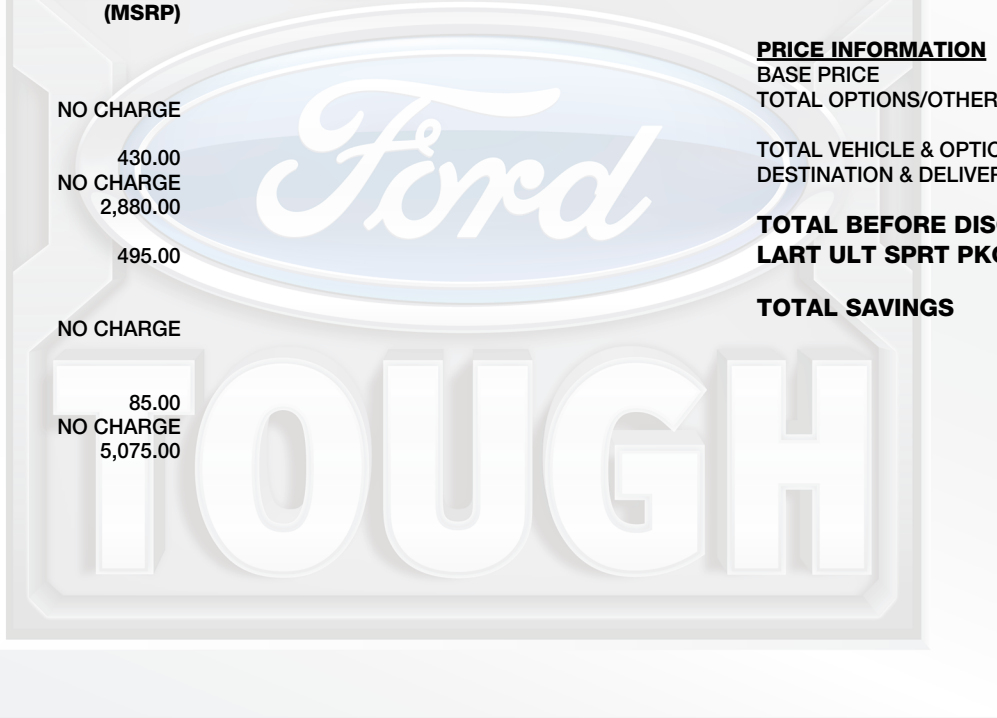 (MSRP)
NO CHARGE
430.00
NO CHARGE
2,880.00
495.00
NO CHARGE
85.00
NO CHARGE
5,075.00
PRICE INFORMATION
BASE PRICE
TOTAL OPTIONS/OTHER
TOTAL VEHICLE & OPTIO
DESTINATION & DELIVER
TOTAL BEFORE DIS
LART ULT SPRT PK
TOTAL SAVINGS
Ford
TOUGH